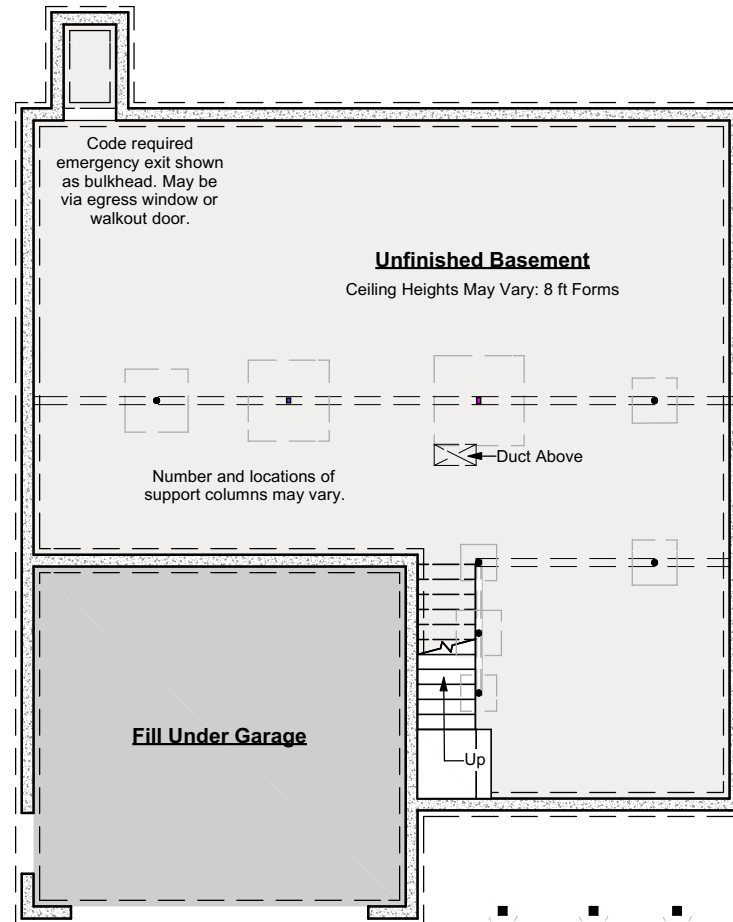 Code required
emergency exit shown
as bulkhead. May be
via egress window or
walkout door.
Unfinished Basement
Ceiling Heights May Vary: 8 ft Forms
Duct Above
Number and locations of
support columns may vary.
Fill Under Garage
Up